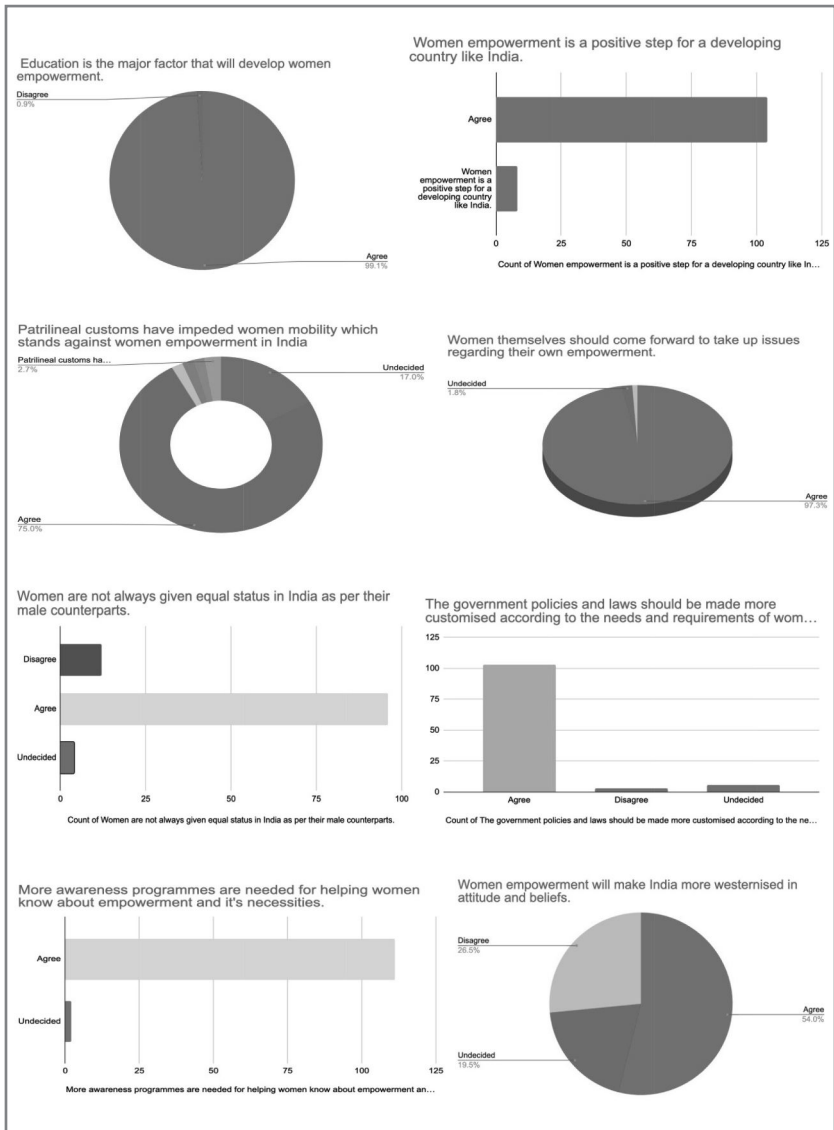 Education is the major factor that will develop women
empowerment.
Disagree
0.9%
Agree
99.1%
Women empowerment is a positive step for a developing
country like India.
Agree
Women
empowerment is a
positive step for a
developing country
like India.
0
25
50
75
100
125
Count of Women empowerment is a positive step for a developing country like In…
Patrilineal customs have impeded women mobility which
stands against women empowerment in India
Patrilineal customs ha…
2.7%
Undecided
17.0%
Agree
75.0%
Women themselves should come forward to take up issues
regarding their own empowerment.
Undecided
1.8%
Agree
97.3%
Women are not always given equal status in India as per their
male counterparts.
Disagree
Agree
Undecided
0
25
50
75
100
Count of Women are not always given equal status in India as per their male counterparts.
The government policies and laws should be made more
customised according to the needs and requirements of wom…
125
100
75
50
25
0
Agree
Disagree
Undecided
Count of The government policies and laws should be made more customised according to the ne…
More awareness programmes are needed for helping women
know about empowerment and it's necessities.
Agree
Undecided
0
25
50
75
100
125
More awareness programmes are needed for helping women know about empowerment an…
Women empowerment will make India more westernised in
attitude and beliefs.
Disagree
26.5%
Agree
54.0%
Undecided
19.5%